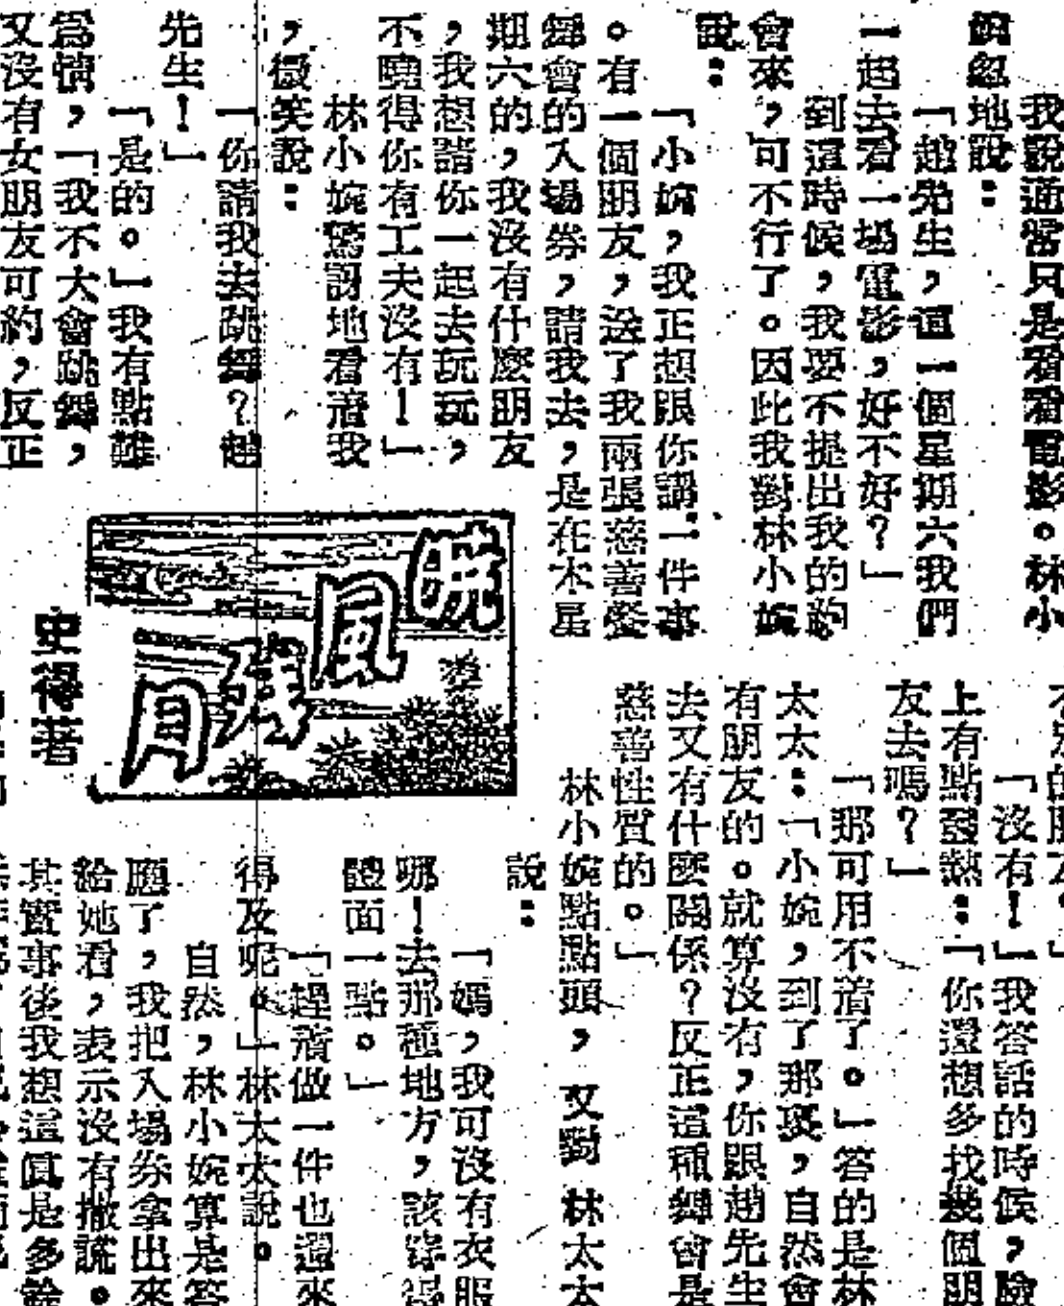 我說通常只是看看電影。林小
婉忽地說：
「趙先生，這一個星期六我們
一起去看一場電影，好不好？」
到這時候，我要不提出我的約
會來，可不行了。因此我對林小婉
說：
「小婉，我正想跟你講一件事
。有一個朋友，送了我兩張慈善餐
舞會的入場券，請我去，是在本星
期六的，我沒有什麼朋友
，我想請你一起去玩玩，
不曉得你有工夫沒有！」
林小婉驚訝地看着我
，微笑說：
「你請我去跳舞？趙
先生！」
「是的。」我有點難
為情，「我不大會跳舞，
又沒有女朋友可約，反正
曉風殘月
史得著
「沒有！」我答話的時候，臉
上有點發熱：「你還想多找幾個朋
友去嗎？」
「那可用不着了。」答的是林
太太：「小婉，到了那裏，自然會
有朋友的。就算沒有，你跟趙先生
去又有什麼關係？反正這種舞會是
慈善性質的。」
林小婉點點頭，又對林太太
說：
「媽，我可沒有衣服
哪！去那種地方，該穿得
體面一點。」
「趕着做一件也還來
得及呢。」林太太說。
自然，林小婉算是答
應了，我把入場券拿出來
給她看，表示沒有撒謊。
其實事後我想這眞是多餘